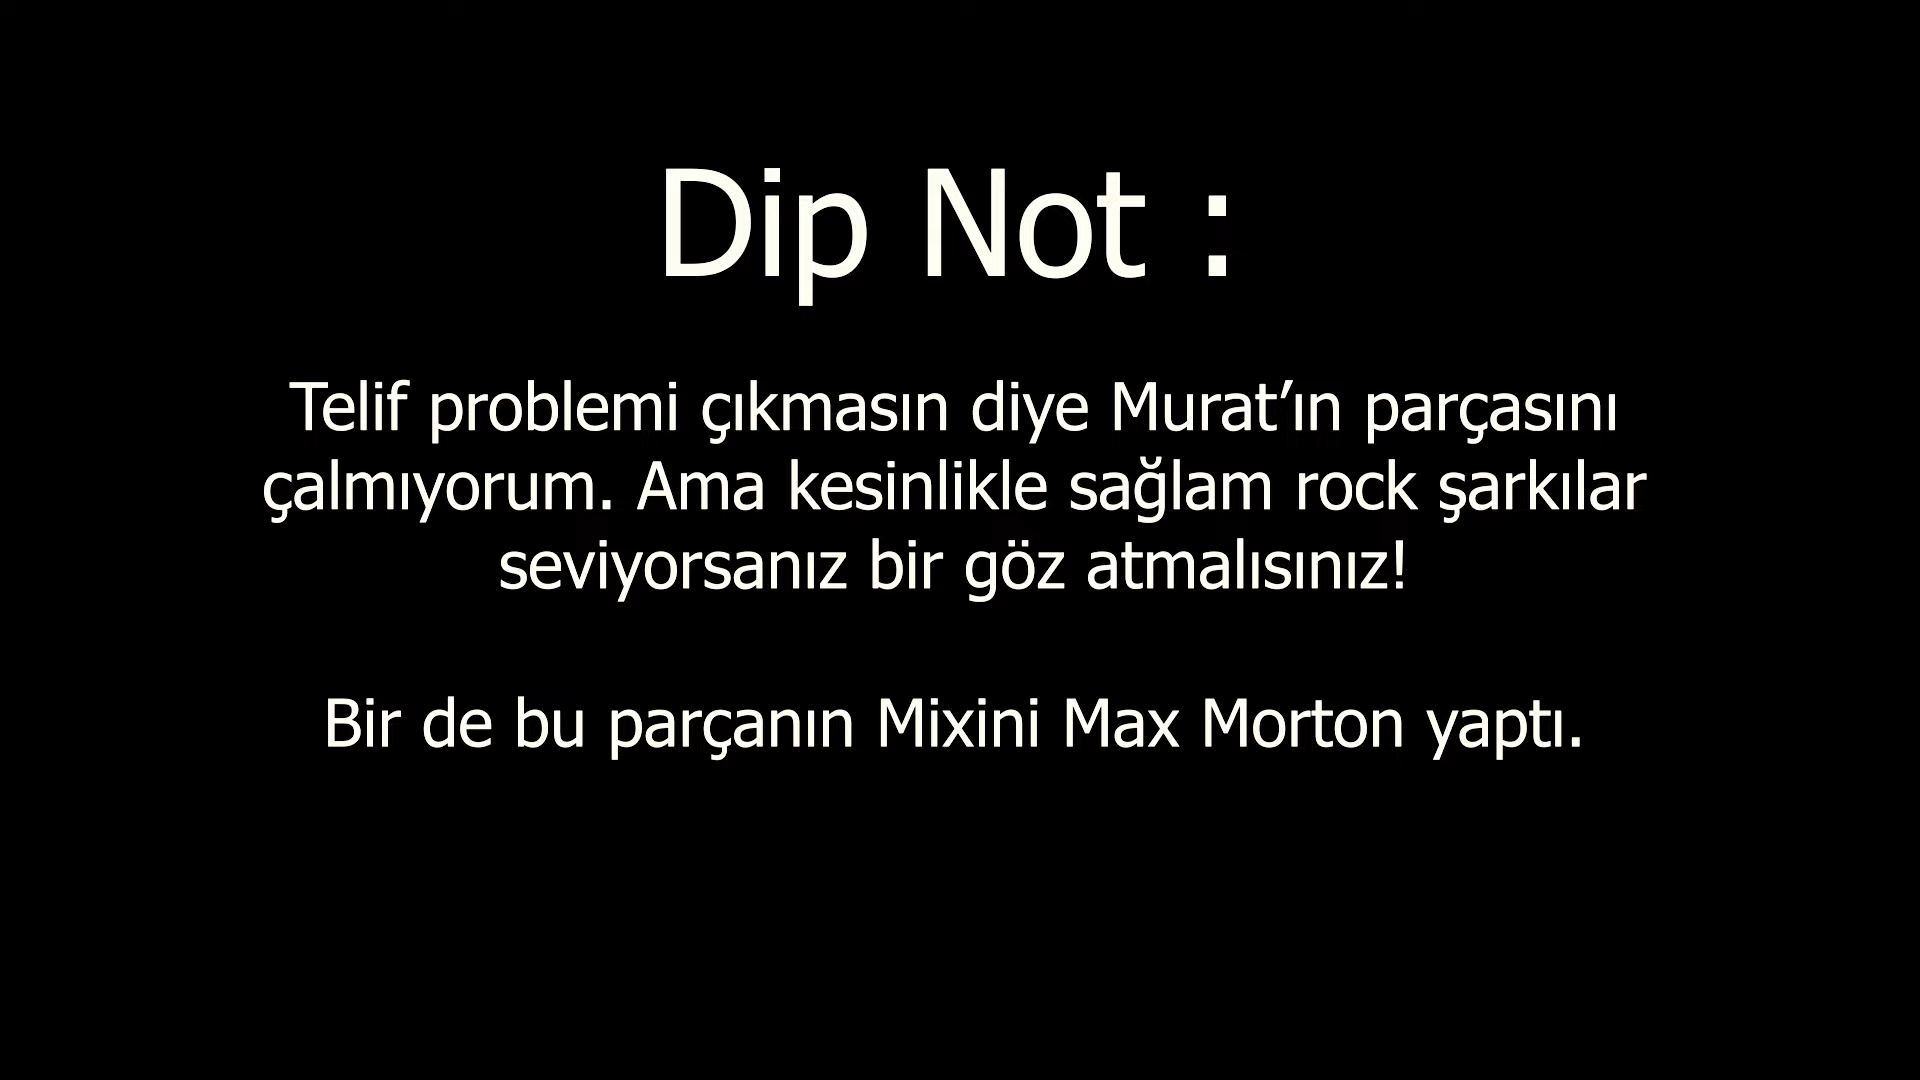 Dip Not :
Telif problemi çıkmasın diye Murat’ın parçasını
çalmıyorum. Ama kesinlikle sağlam rock şarkılar
seviyorsanız bir göz atmalısınız!
Bir de bu parçanın Mixini Max Morton yaptı.